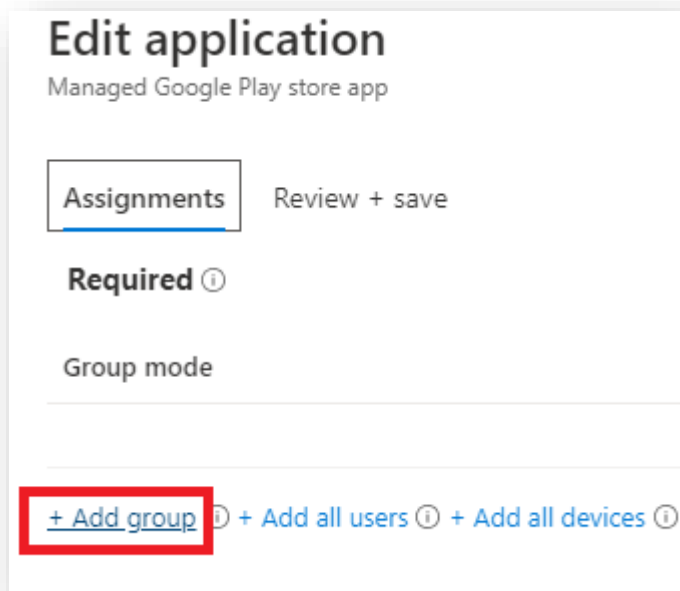 Edit application
Managed Google Play store app
Assignments Review + save
Required
Group mode
+ Add group + Add all users + Add all devices